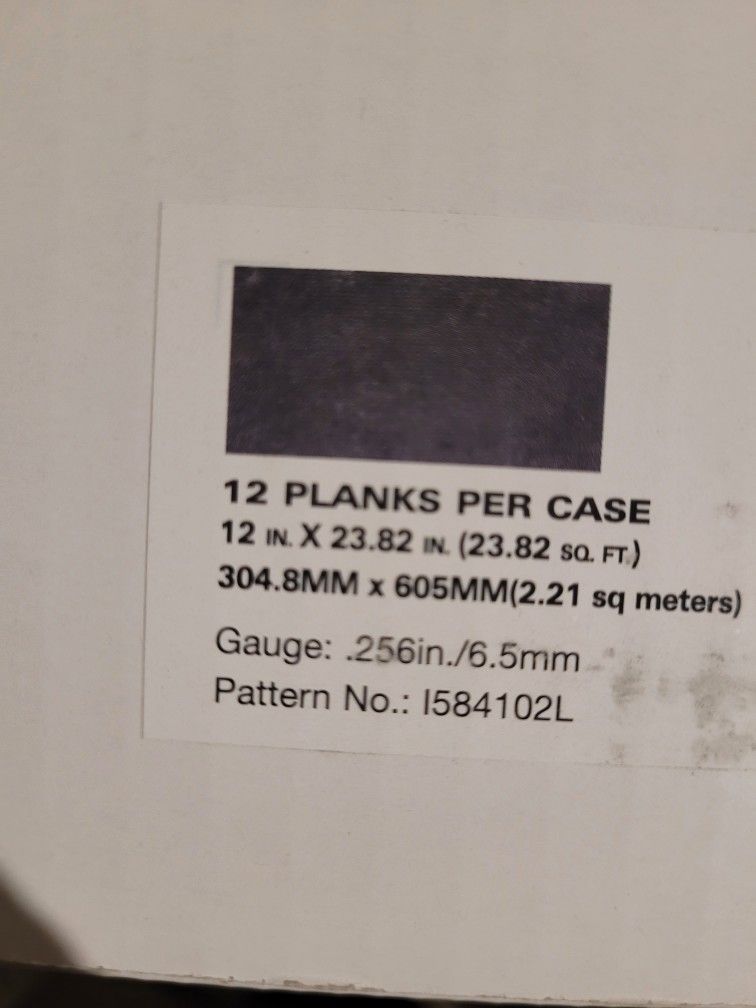 12 PLANKS PER CASE
12 IN. X 23.82 IN. (23.82 SQ. FT.)
304.8MM x 605MM(2.21 sq meters)
Gauge: .256in./6.5mm
Pattern No.: I584102L